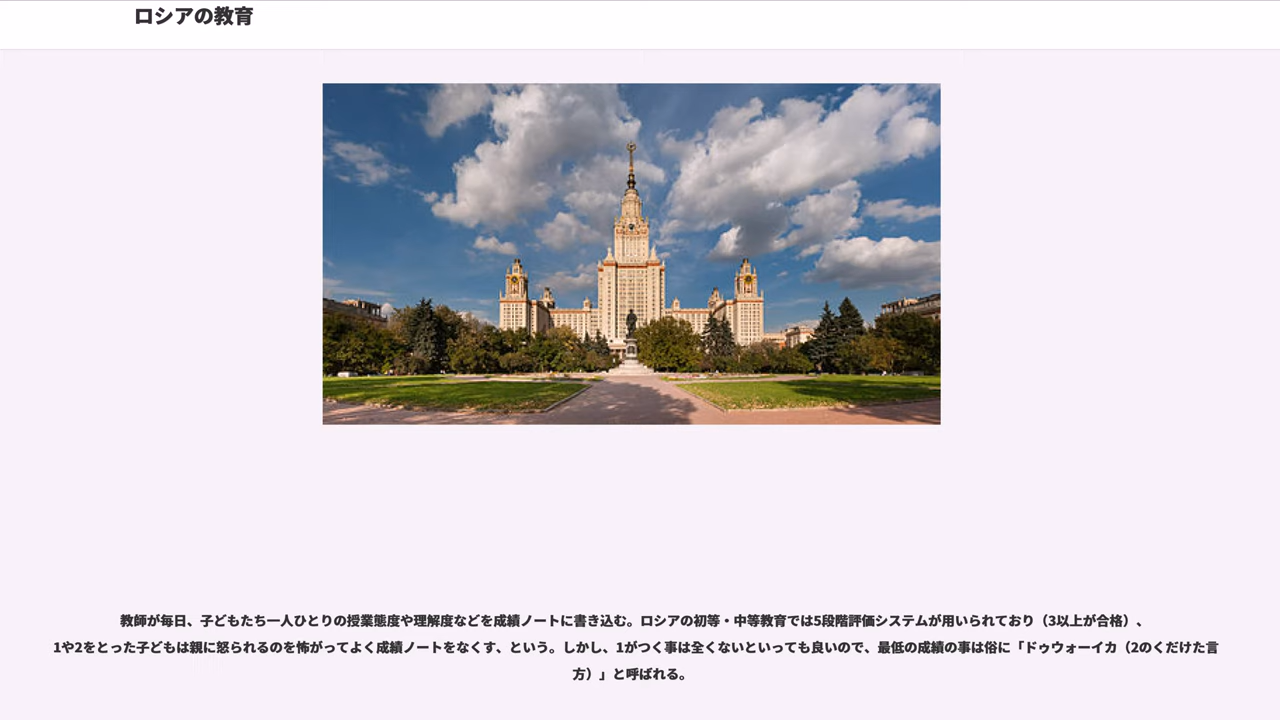 ロシアの教育
教師が毎日、子どもたち一人ひとりの授業態度や理解度などを成績ノートに書き込む。ロシアの初等・中等教育では5段階評価システムが用いられており（3以上が合格）、
1や2をとった子どもは親に怒られるのを怖がってよく成績ノートをなくす、という。しかし、1がつく事は全くないといっても良いので、最低の成績の事は俗に「ドゥウォーイカ（2のくだけた言
方）」と呼ばれる。